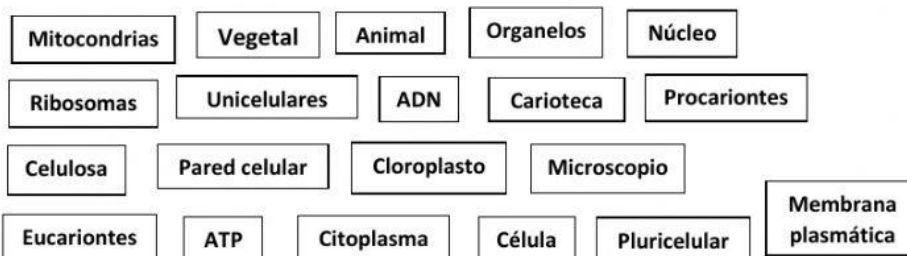 Mitocondrias Vegetal Animal Organelos Núcleo
Ribosomas Unicelulares ADN Carioteca Procariontes
Celulosa Pared celular Cloroplasto Microscopio
Eucariontes ATP Citoplasma Célula Pluricelular Membrana
plasmática